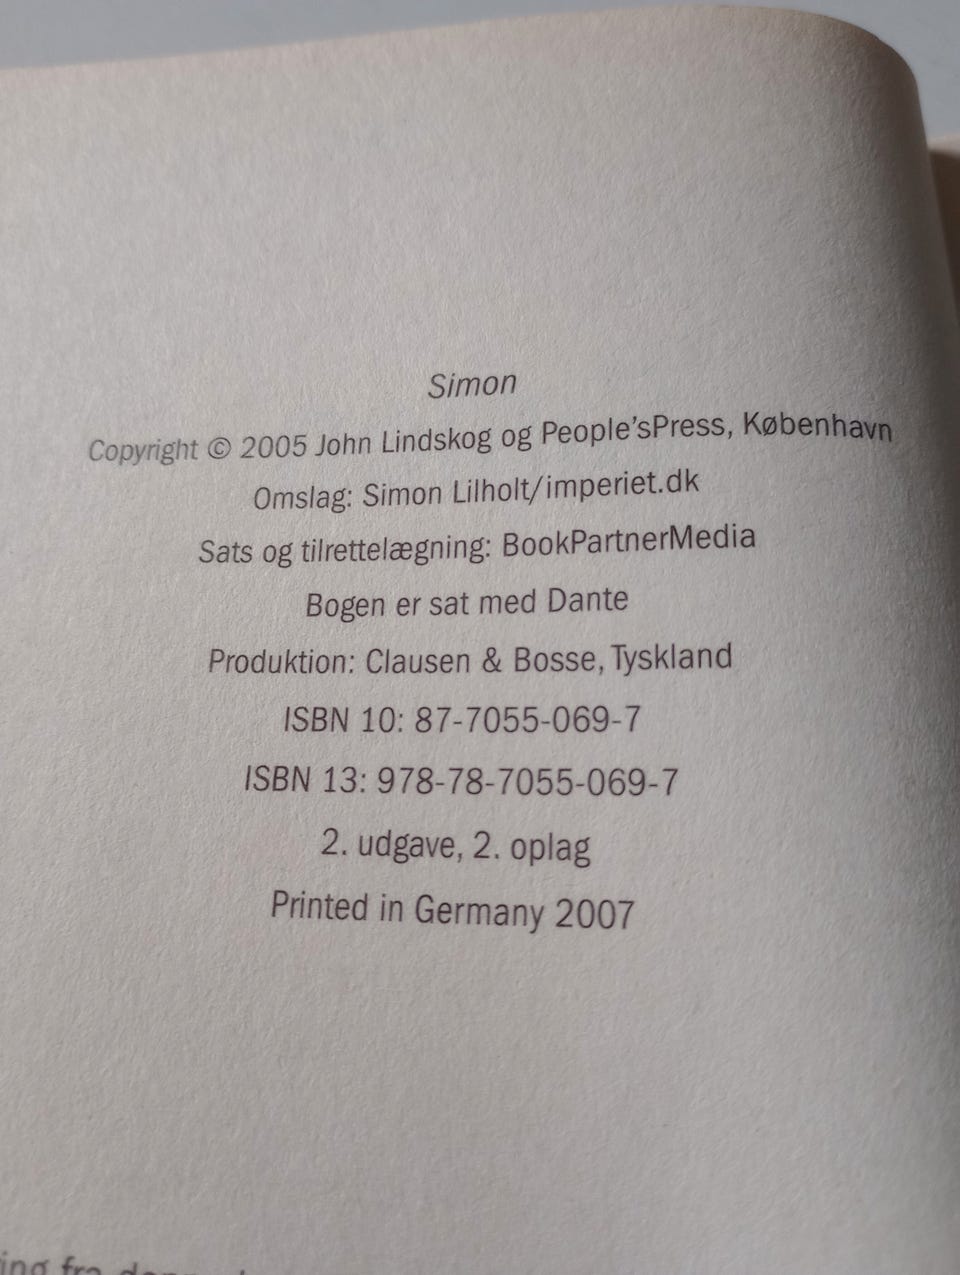 Simon
Copyright © 2005 John Lindskog og People'sPress, København
Omslag: Simon Lilholt/imperiet.dk
Sats og tilrettelægning: BookPartnerMedia
Bogen er sat med Dante
Produktion: Clausen & Bosse, Tyskland
ISBN 10: 87-7055-069-7
ISBN 13: 978-78-7055-069-7
2. udgave, 2. oplag
Printed in Germany 2007
fra